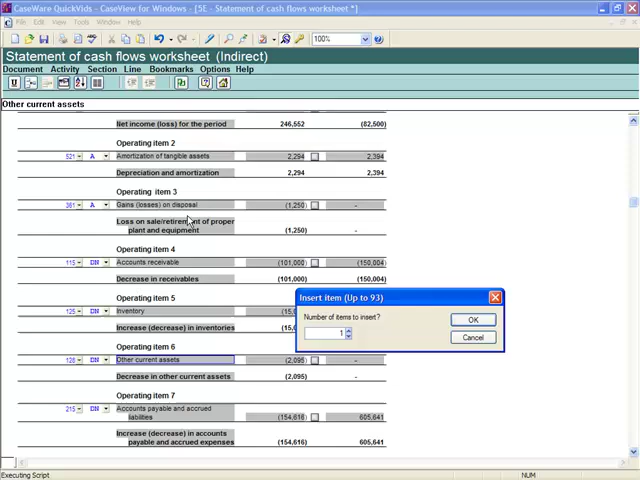 CaseWare QuickVids - CaseView for Windows - [5E - Statement of cash flows worksheet *]
File Edit View Tools Window Help
100%
Statement of cash flows worksheet (Indirect)
Document Activity Section Line Bookmarks Options Help
Other current assets
Net income (loss) for the period 246,552 (82,500)
Operating item 2
521 A Amortization of tangible assets 2,294 2,394
Depreciation and amortization 2,294 2,394
Operating item 3
361 A Gains (losses) on disposal (1,250) -
Loss on sale/retirement of proper
plant and equipment (1,250) -
Operating item 4
115 DN Accounts receivable (101,000) (150,004)
Decrease in receivables (101,000) (150,004)
Operating item 5
125 DN Inventory (15,0
Increase (decrease) in inventories (15,0
Operating item 6
128 DN Other current assets (2,095) -
Decrease in other current assets (2,095) -
Operating item 7
215 DN Accounts payable and accrued
liabilities (154,616) 605,641
Increase (decrease) in accounts
payable and accrued expenses (154,616) 605,641
Insert item (Up to 93)
Number of items to insert?
1
OK
Cancel
Executing Script NUM